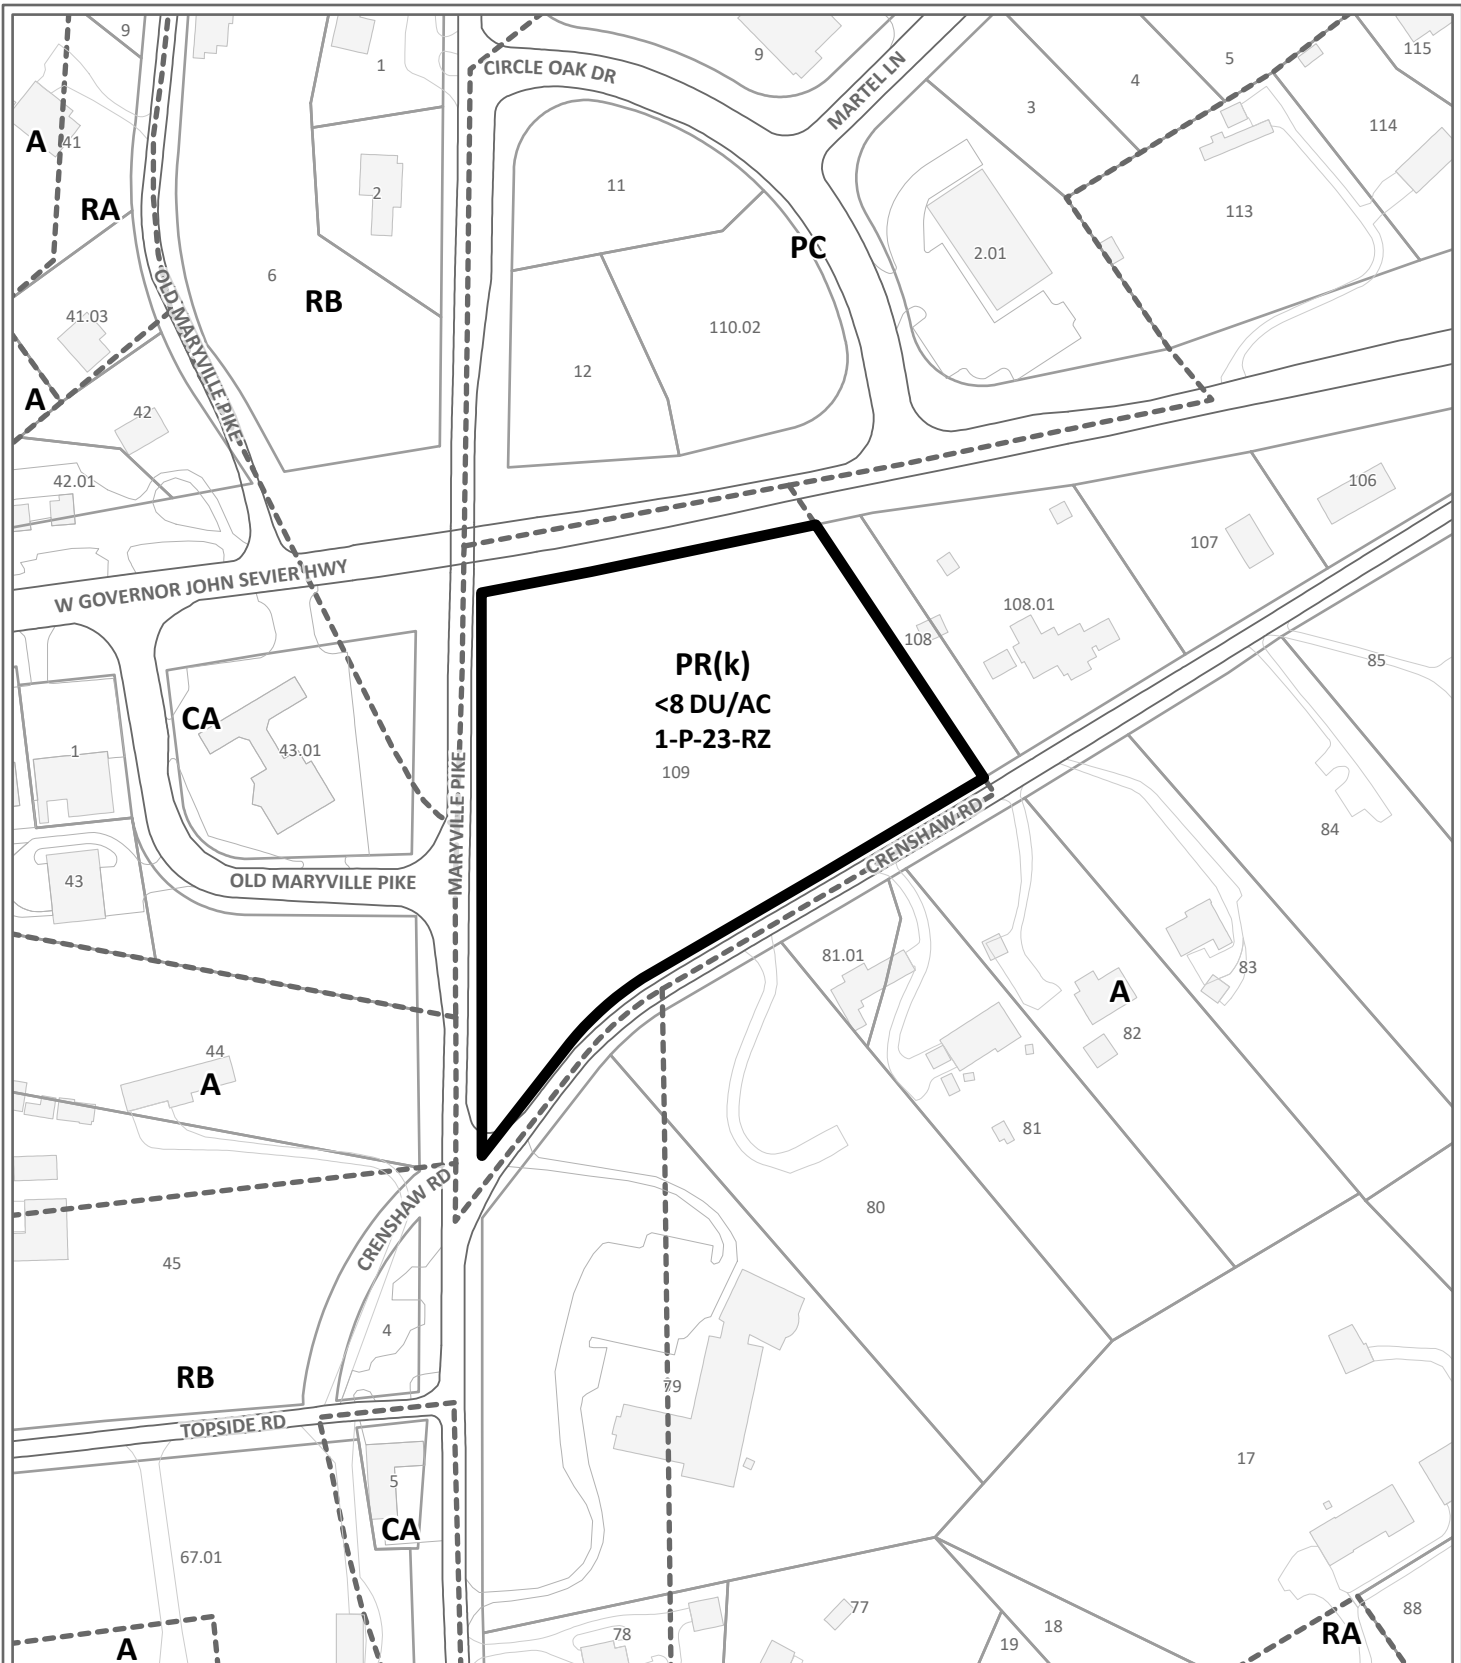 9
1
CIRCLE OAK DR
9
MARTEL LN
5
115
4
3
114
A
41
2
11
RA
113
PC
2.01
6
RB
OLD MARYVILLE PIKE
41.03
110.02
12
A
42
42.01
106
107
W GOVERNOR JOHN SEVIER HWY
108.01
108
PR(k)
<8 DU/AC
1-P-23-RZ
109
85
CA
43.01
1
MARYVILLE PIKE
CRENSHAW RD
84
43
OLD MARYVILLE PIKE
81.01
83
A
82
44
A
81
CRENSHAW RD
80
45
4
RB
79
TOPSIDE RD
17
5
CA
67.01
77
88
78
18
19
RA
A